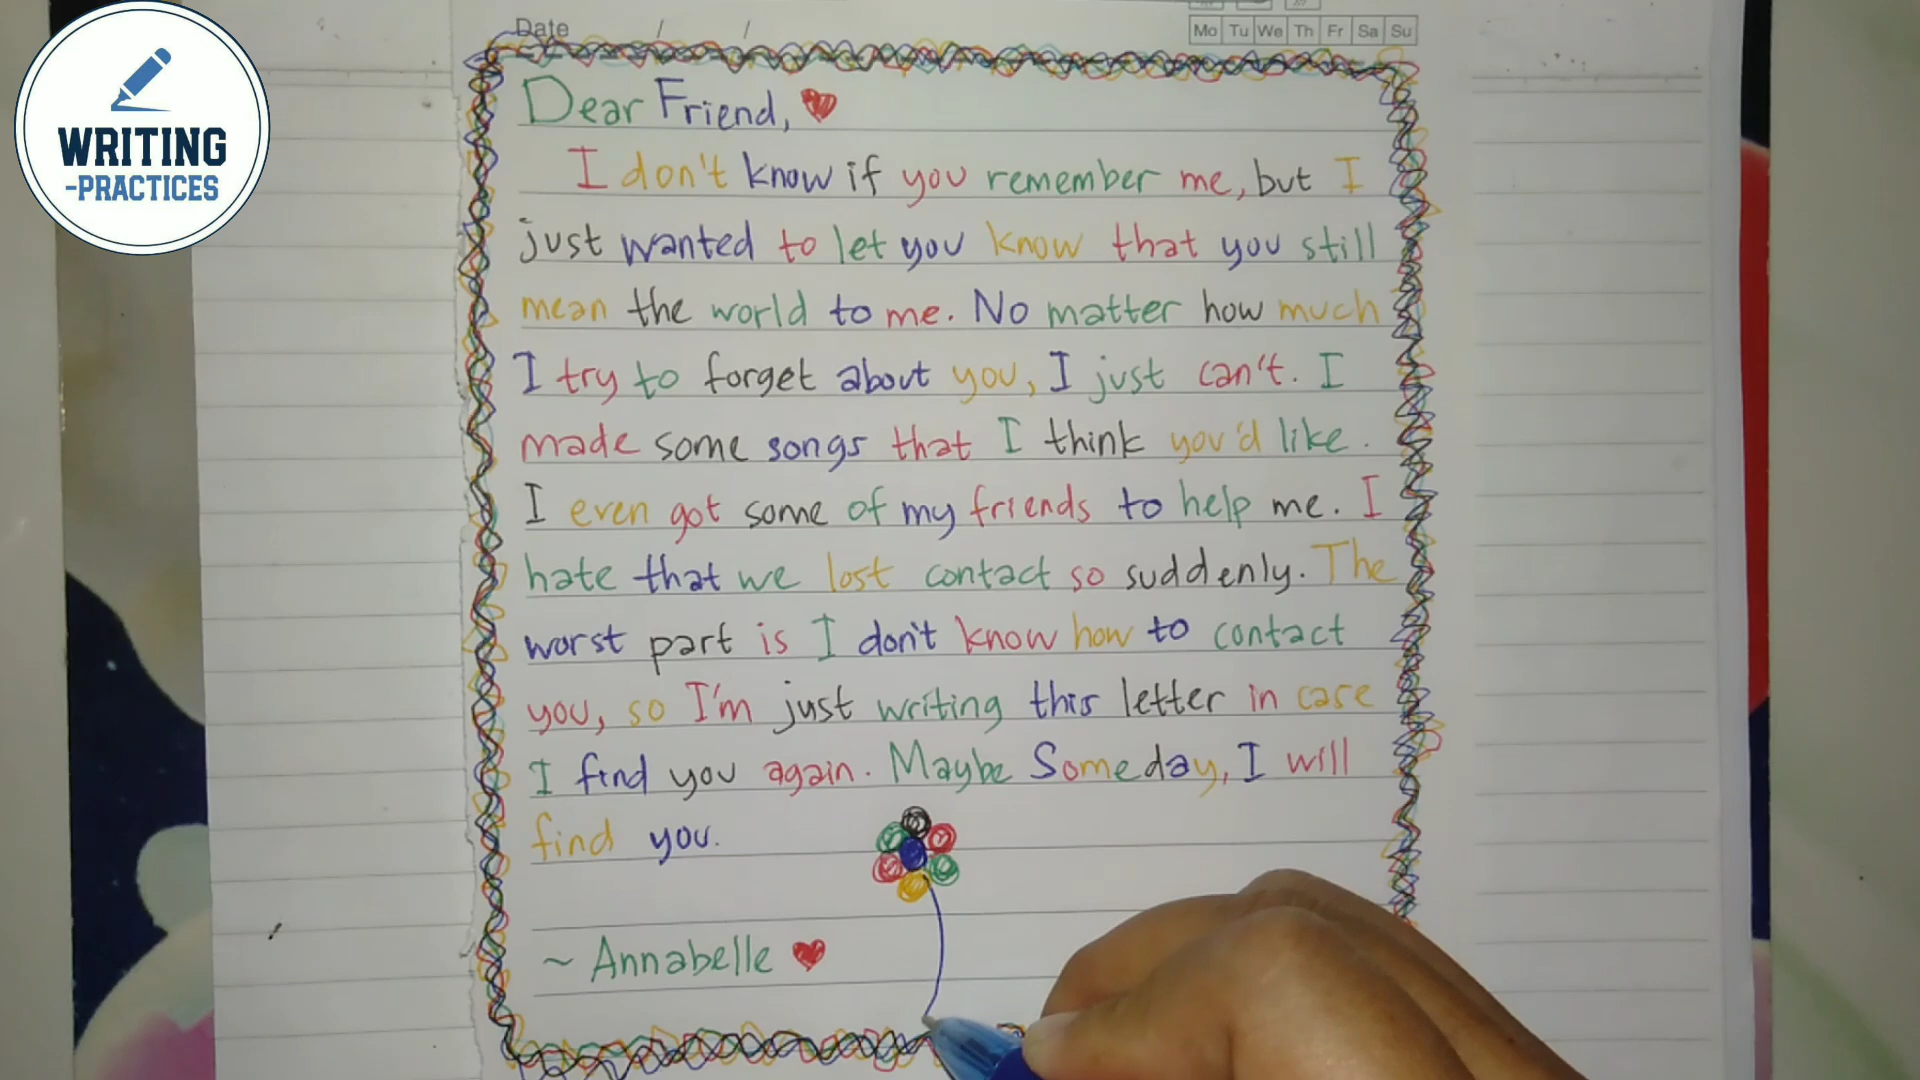 WRITING
-PRACTICES
Date / /
Mo Tu We Th Fr Sa Su
Dear Friend,
I don't know if you remember me, but I
just wanted to let you know that you still
mean the world to me. No matter how much
I try to forget about you, I just can't. I
made some songs that I think you'd like.
I even got some of my friends to help me. I
hate that we lost contact so suddenly. The
worst part is I don't know how to contact
you, so I'm just writing this letter in case
I find you again. Maybe Someday, I will
find you.
~ Annabelle